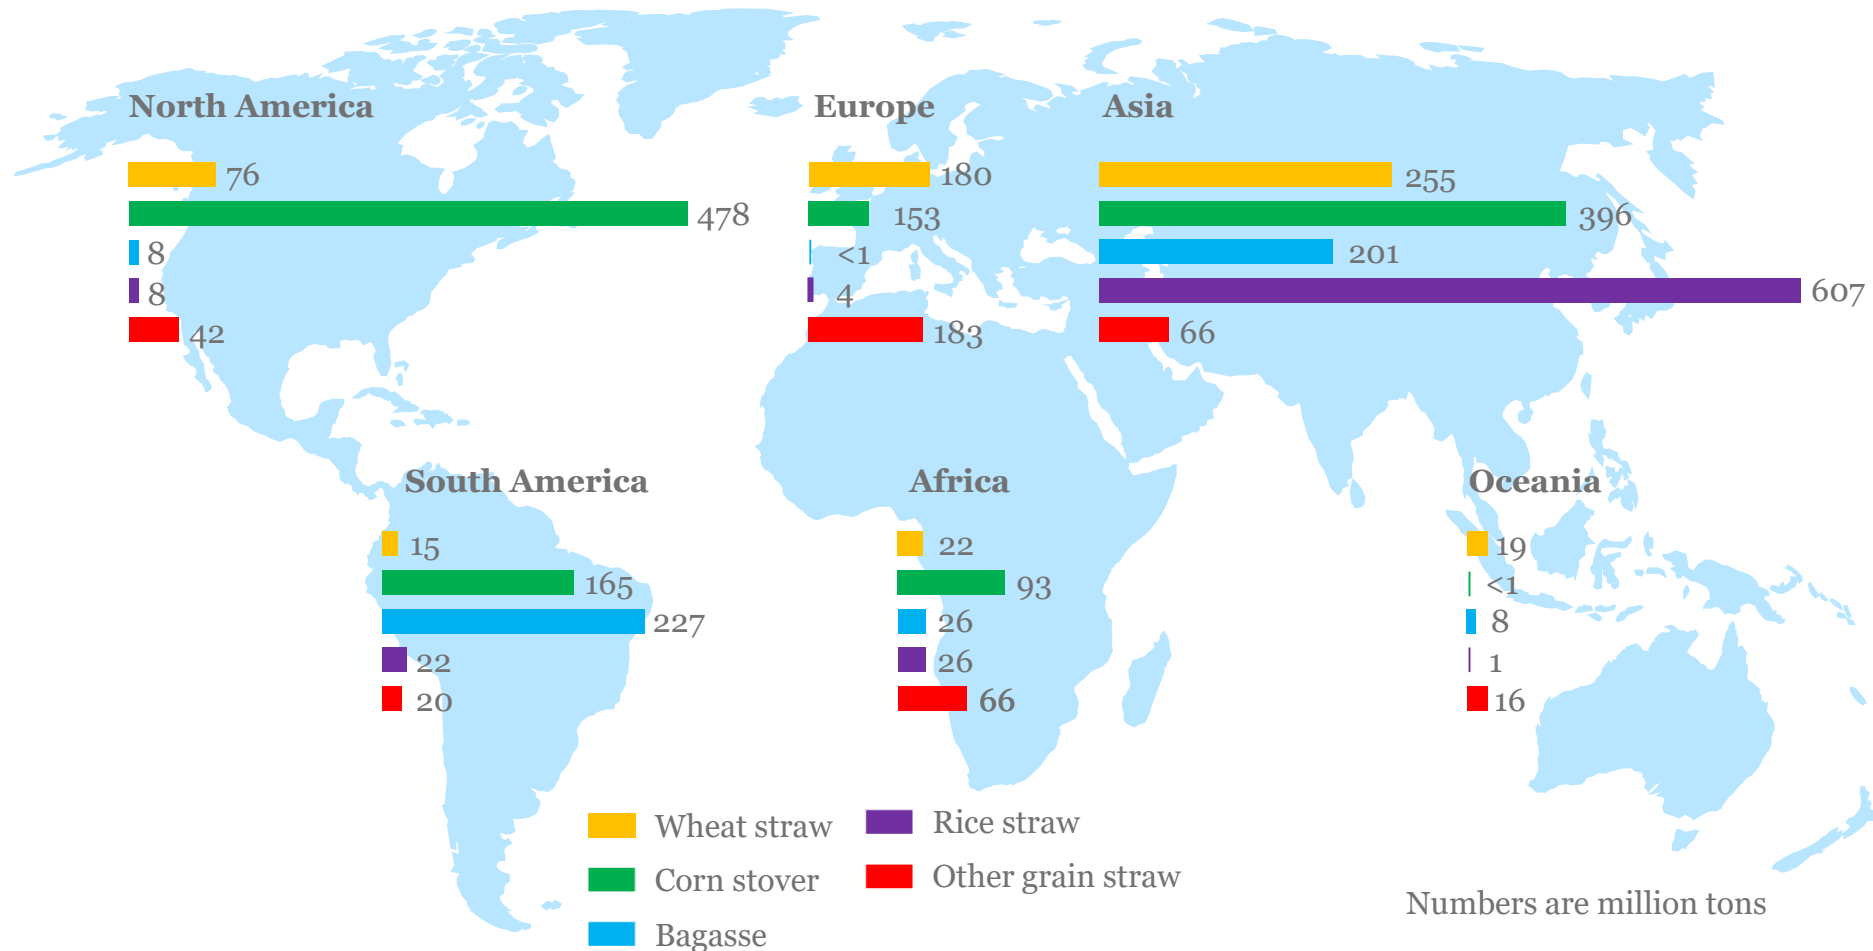 North America
76
478
8
8
42
Europe
180
153
<1
4
183
Asia
255
396
201
607
66
South America
15
165
227
22
20
Africa
22
93
26
26
66
Oceania
19
<1
8
1
16
Wheat straw
Corn stover
Bagasse
Rice straw
Other grain straw
Numbers are million tons